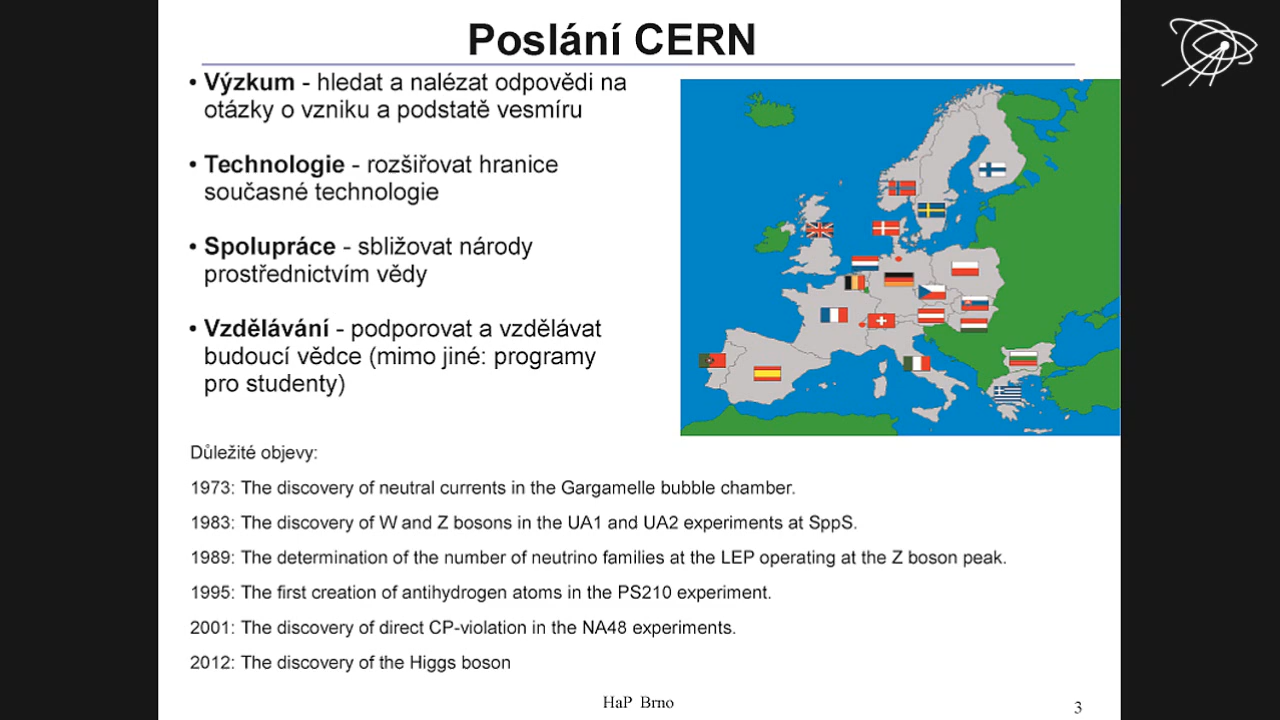 Poslání CERN
• Výzkum - hledat a nalézat odpovědi na
otázky o vzniku a podstatě vesmíru
• Technologie - rozšiřovat hranice
současné technologie
• Spolupráce - sbližovat národy
prostřednictvím vědy
• Vzdělávání - podporovat a vzdělávat
budoucí vědce (mimo jiné: programy
pro studenty)
Důležité objevy:
1973: The discovery of neutral currents in the Gargamelle bubble chamber.
1983: The discovery of W and Z bosons in the UA1 and UA2 experiments at SppS.
1989: The determination of the number of neutrino families at the LEP operating at the Z boson peak.
1995: The first creation of antihydrogen atoms in the PS210 experiment.
2001: The discovery of direct CP-violation in the NA48 experiments.
2012: The discovery of the Higgs boson
HaP Brno
3